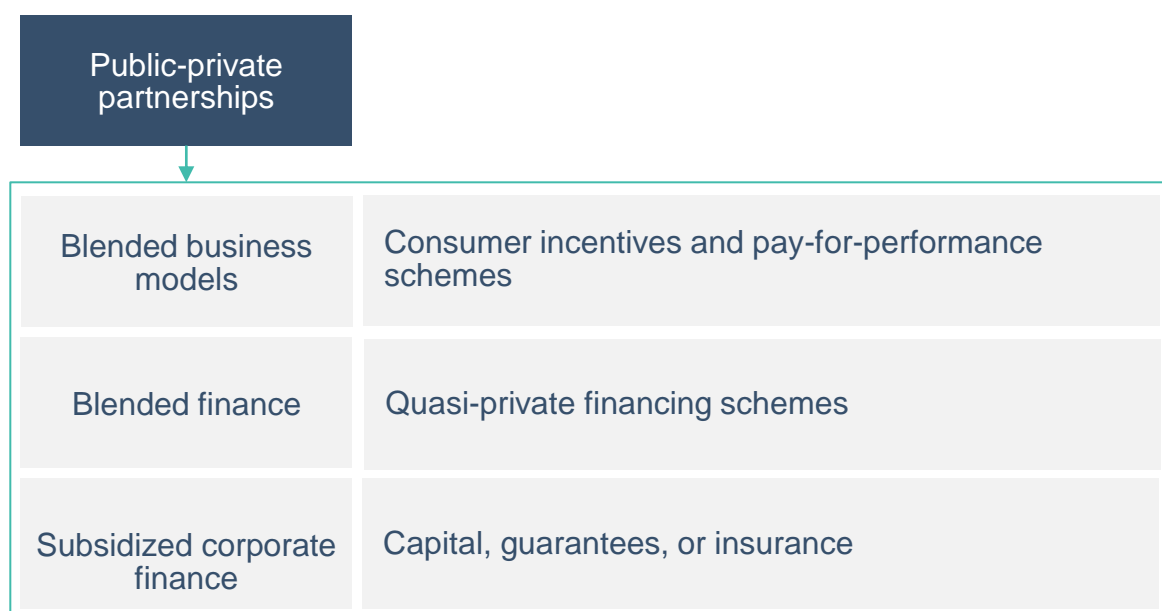 Public-private
partnerships
Blended business
models
Consumer incentives and pay-for-performance
schemes
Blended finance
Quasi-private financing schemes
Subsidized corporate
finance
Capital, guarantees, or insurance